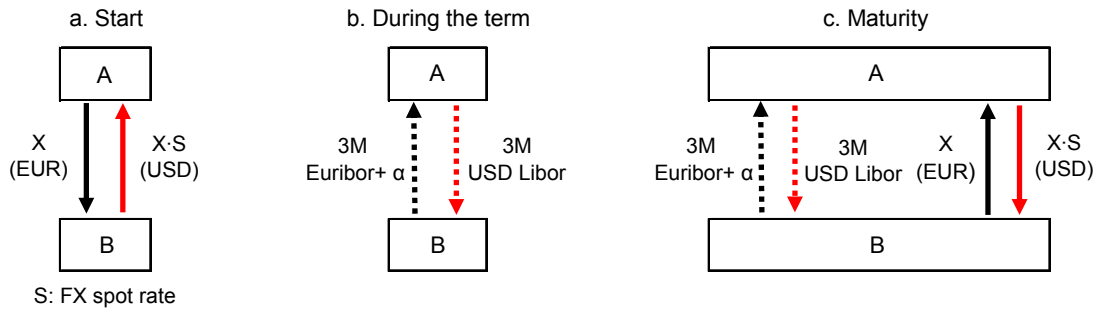 a. Start
A
X
(EUR)
X·S
(USD)
B
S: FX spot rate
b. During the term
A
3M
Euribor+ α
3M
USD Libor
B
c. Maturity
A
3M
Euribor+ α
3M
USD Libor
X
(EUR)
X·S
(USD)
B